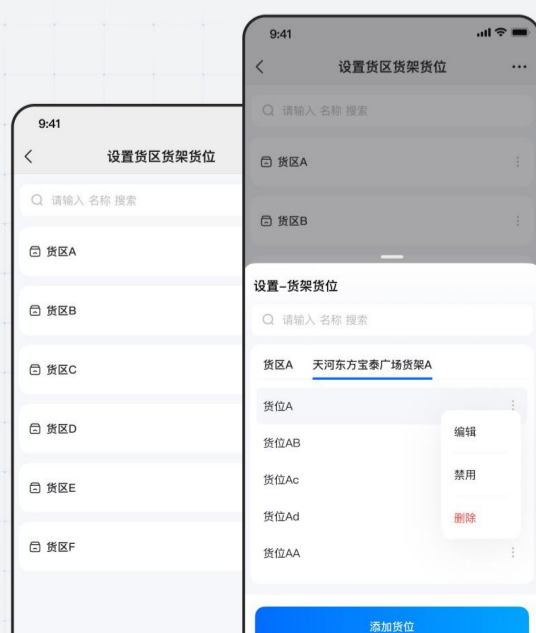 9:41
设置货区货架货位
请输入 名称 搜索
货区A
货区B
货区C
货区D
货区E
货区F
9:41
设置货区货架货位
请输入 名称 搜索
货区A
货区B
设置-货架货位
请输入 名称 搜索
货区A 天河东方宝泰广场货架A
货位A
货位AB
货位Ac
货位Ad
货位AA
编辑
禁用
删除
添加货位